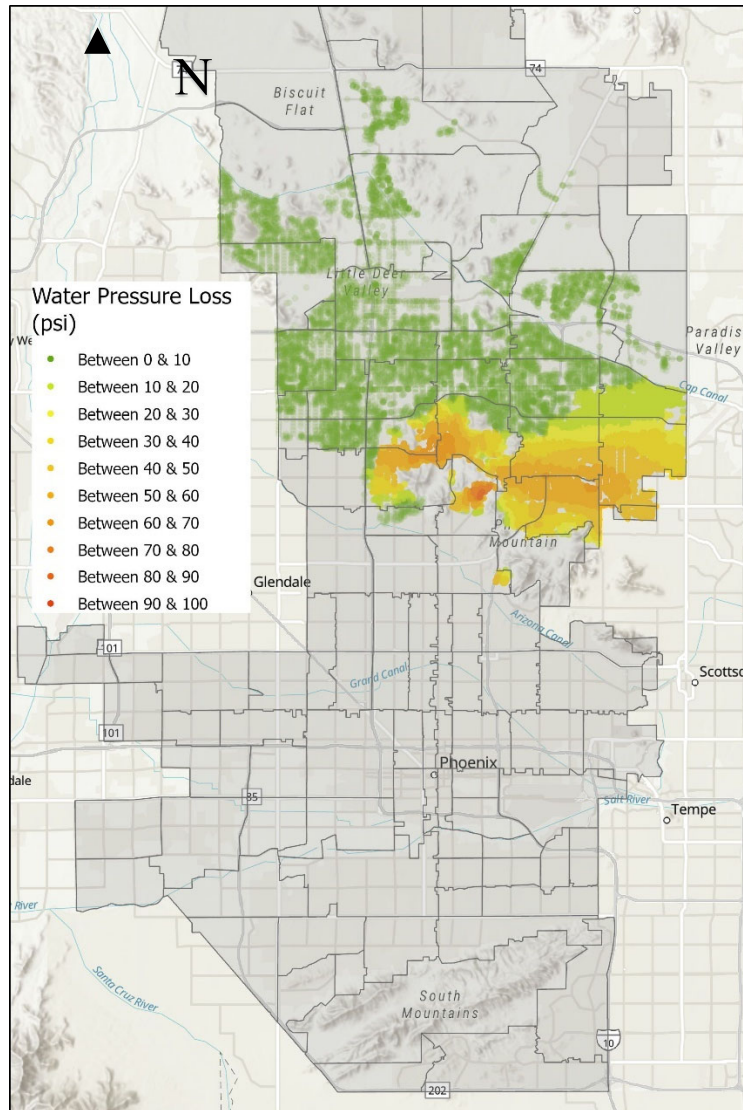 N
74
74
Biscuit
Flat
Little Deer
Valley
Water Pressure Loss
(psi)
Between 0 & 10
Between 10 & 20
Between 20 & 30
Between 30 & 40
Between 40 & 50
Between 50 & 60
Between 60 & 70
Between 70 & 80
Between 80 & 90
Between 90 & 100
Paradis
Valley
Cap Canal
Mountain
Glendale
Arizona Canal
101
Grand Canal
Scottsd
101
Phoenix
dale
85
Salt River
Tempe
River
Santa Cruz River
South
Mountains
10
202